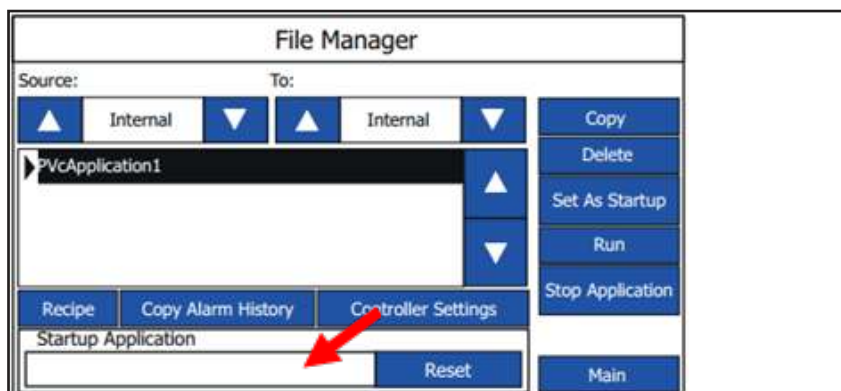 File Manager
Source: To:
Internal Internal
Copy
PVcApplication1
Delete
Set As Startup
Run
Stop Application
Recipe Copy Alarm History Controller Settings
Startup Application
Reset
Main